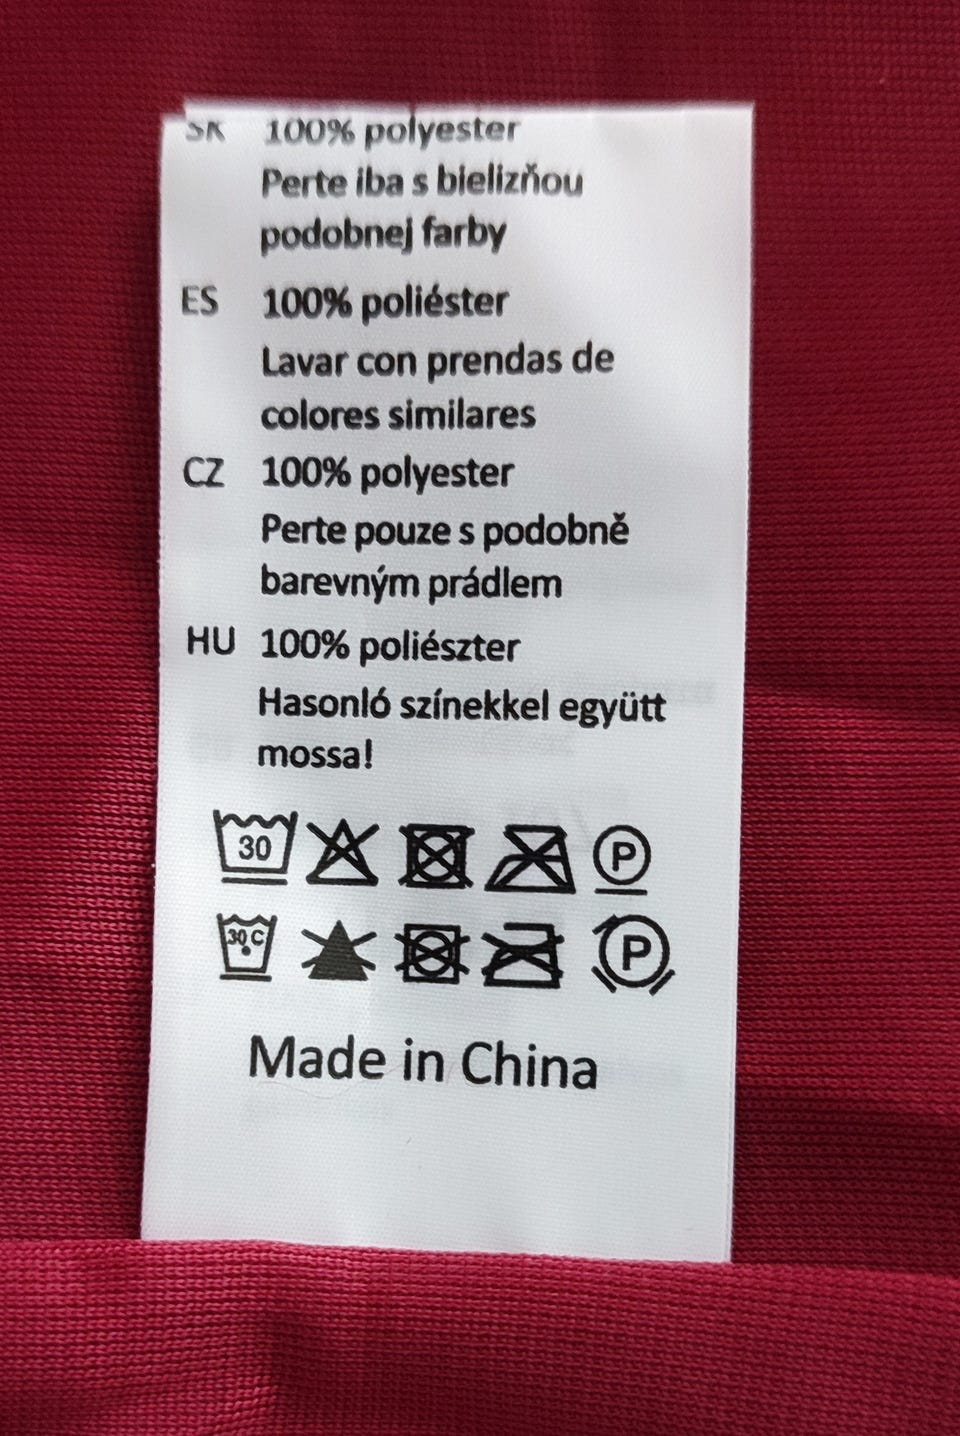 SK 100% polyester
Perte iba s bielizňou
podobnej farby
ES 100% poliéster
Lavar con prendas de
colores similares
CZ 100% polyester
Perte pouze s podobně
barevným prádlem
HU 100% poliészter
Hasonló színekkel együtt
mossa!
30 P
30 C P
Made in China